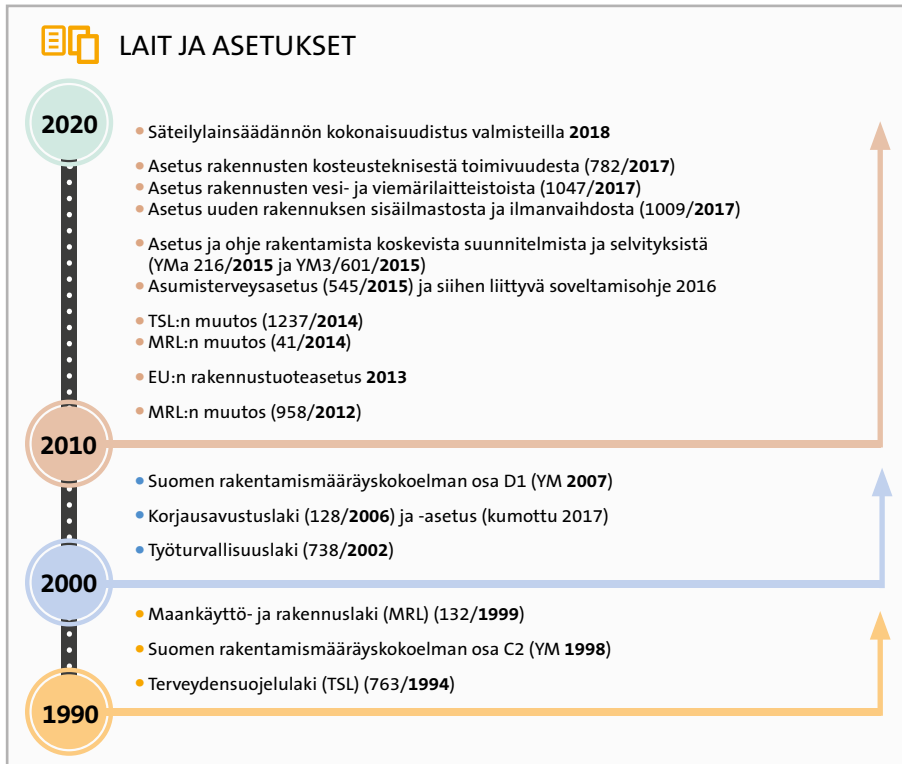 LAIT JA ASETUKSET
2020
• Säteilylainsäädännön kokonaisuudistus valmisteilla 2018
• Asetus rakennusten kosteusteknisestä toimivuudesta (782/2017)
• Asetus rakennusten vesi- ja viemärilaitteistoista (1047/2017)
• Asetus uuden rakennuksen sisäilmastosta ja ilmanvaihdosta (1009/2017)
• Asetus ja ohje rakentamista koskevista suunnitelmista ja selvityksistä
(YMa 216/2015 ja YM3/601/2015)
• Asumisterveysasetus (545/2015) ja siihen liittyvä soveltamisohje 2016
• TSL:n muutos (1237/2014)
• MRL:n muutos (41/2014)
• EU:n rakennustuoteasetus 2013
• MRL:n muutos (958/2012)
2010
• Suomen rakentamismääräyskokoelman osa D1 (YM 2007)
• Korjausavustuslaki (128/2006) ja -asetus (kumottu 2017)
• Työturvallisuuslaki (738/2002)
2000
• Maankäyttö- ja rakennuslaki (MRL) (132/1999)
• Suomen rakentamismääräyskokoelman osa C2 (YM 1998)
• Terveydensuojelulaki (TSL) (763/1994)
1990